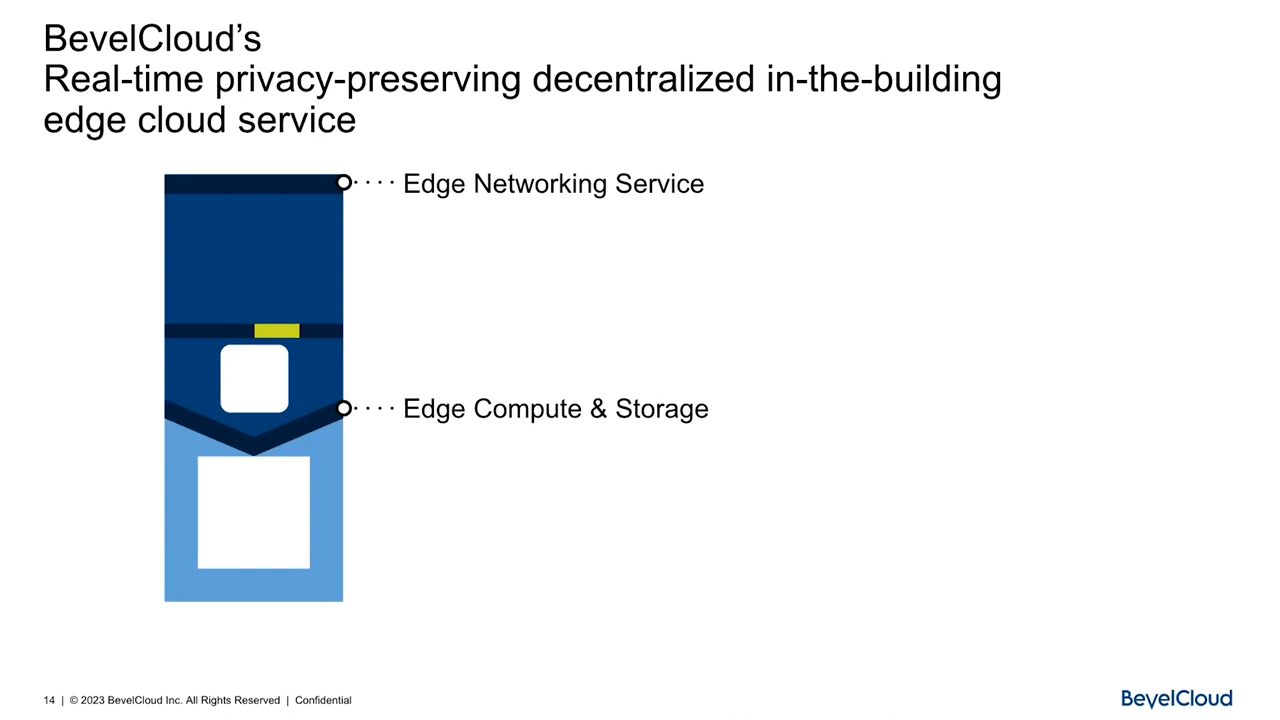 BevelCloud’s
Real-time privacy-preserving decentralized in-the-building
edge cloud service
Edge Networking Service
Edge Compute & Storage
14 | © 2023 BevelCloud Inc. All Rights Reserved | Confidential
BevelCloud